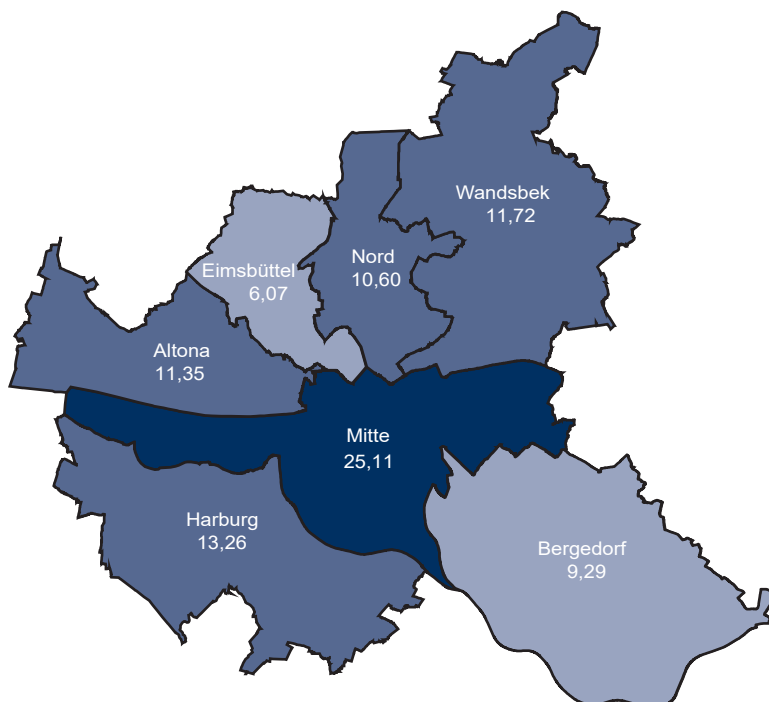 Wandsbek
11,72
Nord
10,60
Eimsbüttel
6,07
Altona
11,35
Mitte
25,11
Harburg
13,26
Bergedorf
9,29